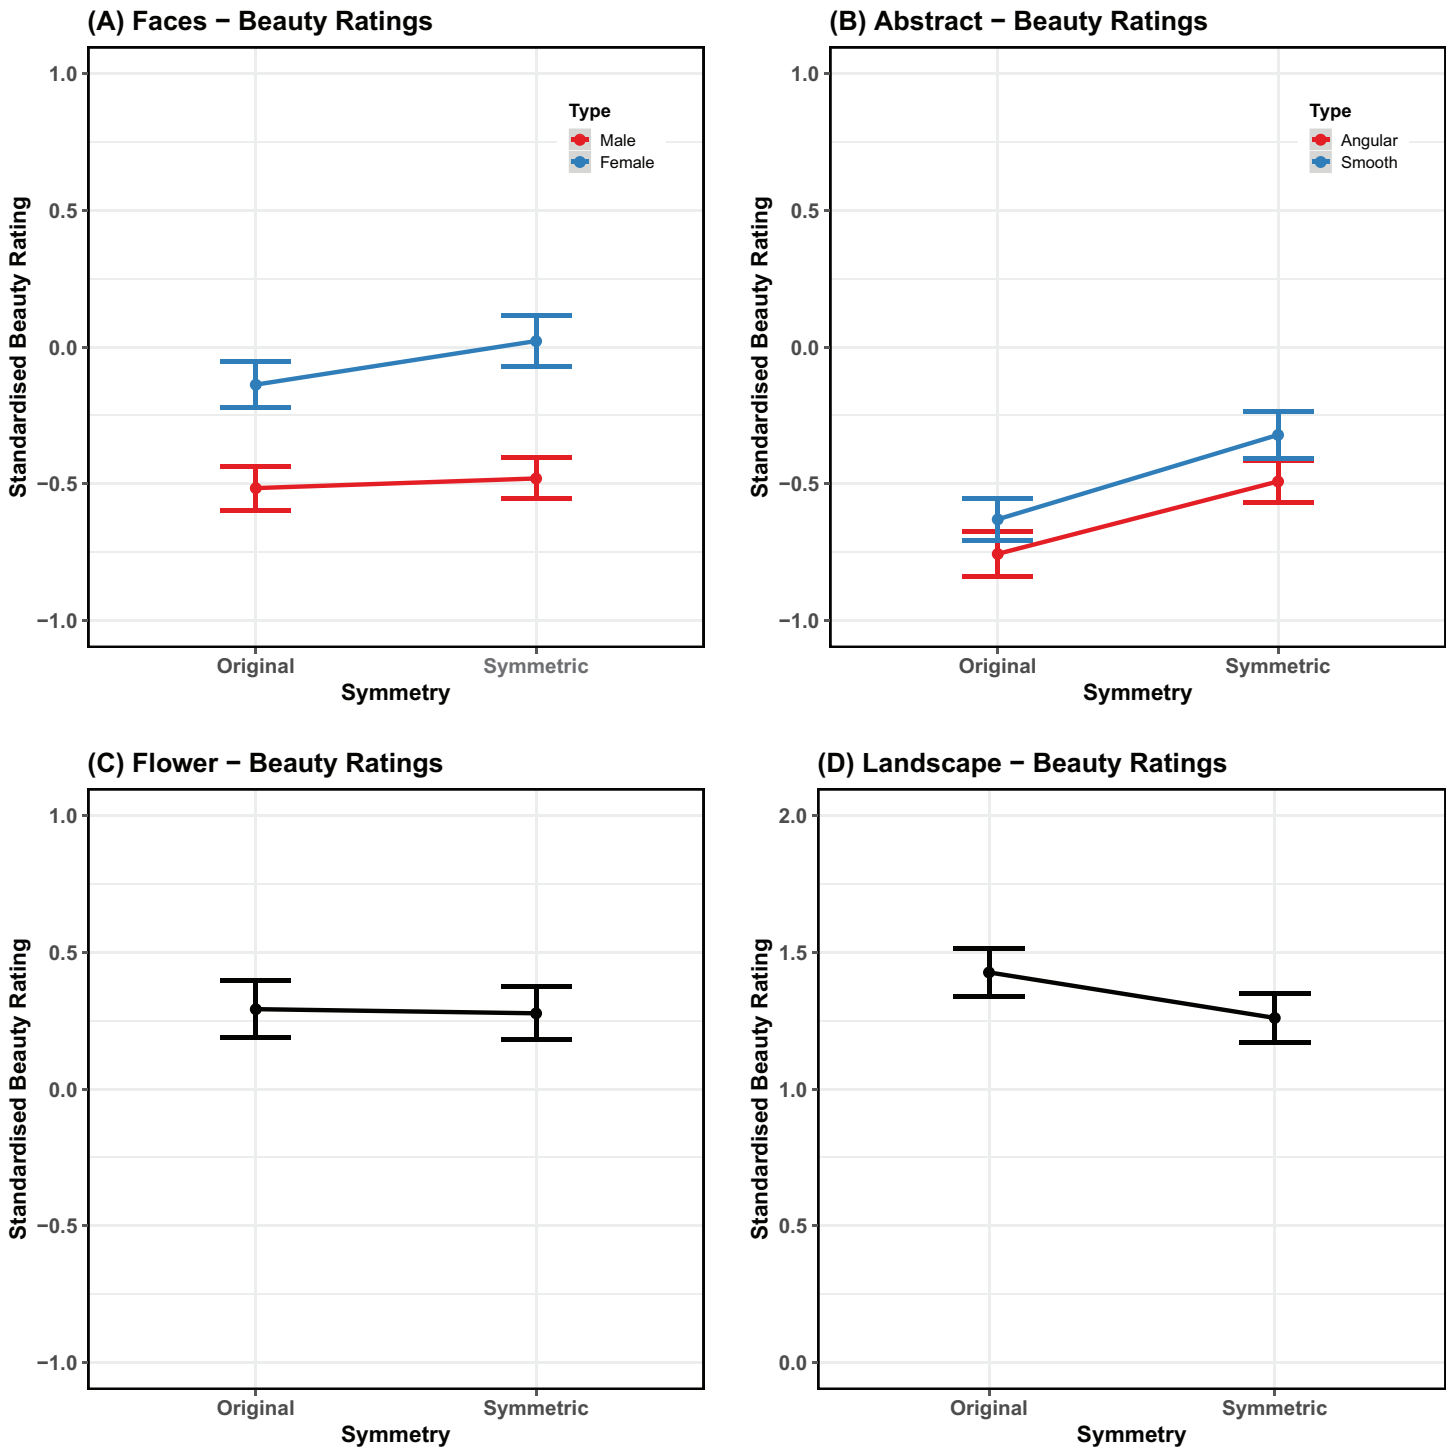 (A) Faces − Beauty Ratings
1.0
0.5
0.0
−0.5
−1.0
Standardised Beauty Rating
Type
Male
Female
Original
Symmetric
Symmetry
(B) Abstract − Beauty Ratings
1.0
0.5
0.0
−0.5
−1.0
Standardised Beauty Rating
Type
Angular
Smooth
Original
Symmetric
Symmetry
(C) Flower − Beauty Ratings
1.0
0.5
0.0
−0.5
−1.0
Standardised Beauty Rating
Original
Symmetric
Symmetry
(D) Landscape − Beauty Ratings
2.0
1.5
1.0
0.5
0.0
Standardised Beauty Rating
Original
Symmetric
Symmetry